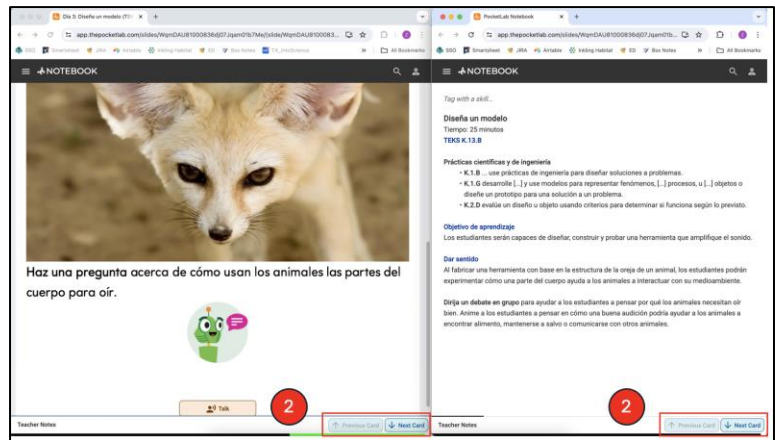 Día 3: Diseña un modelo (TEK
app.thepocketlab.com/slides/WqmDAU81000836dj07Jqam01b7Me/slide/WqmDAU8100083...
SSO
Smartsheet
JIRA
Airtable
Inkling Habitat
ED
Box Notes
All Bookmarks
NOTEBOOK
Haz una pregunta acerca de cómo usan los animales las partes del
cuerpo para oír.
Talk
2
Teacher Notes
Previous Card
Next Card
PocketLab Notebook
SSO
Smartsheet
JIRA
Airtable
Inkling Habitat
ED
Box Notes
All Bookmarks
NOTEBOOK
Tag with a skill...
Diseña un modelo
Tiempo: 25 minutos
TEKS K.13.B
Prácticas científicas y de ingeniería
• K.1.B ... use prácticas de ingeniería para diseñar soluciones a problemas.
• K.1.G desarrolle [...] y use modelos para representar fenómenos, [...] procesos, u [...] objetos o
diseñe un prototipo para una solución a un problema.
• K.2.D evalúe un diseño u objeto usando criterios para determinar si funciona según lo previsto.
Objetivo de aprendizaje
Los estudiantes serán capaces de diseñar, construir y probar una herramienta que amplifique el sonido.
Dar sentido
Al fabricar una herramienta con base en la estructura de la oreja de un animal, los estudiantes podrán
experimentar cómo una parte del cuerpo ayuda a los animales a interactuar con su medioambiente.
Dirija un debate en grupo para ayudar a los estudiantes a pensar por qué los animales necesitan oír
bien. Anime a los estudiantes a pensar en cómo una buena audición podría ayudar a los animales a
encontrar alimento, mantenerse a salvo o comunicarse con otros animales.
2
Teacher Notes
Previous Card
Next Card